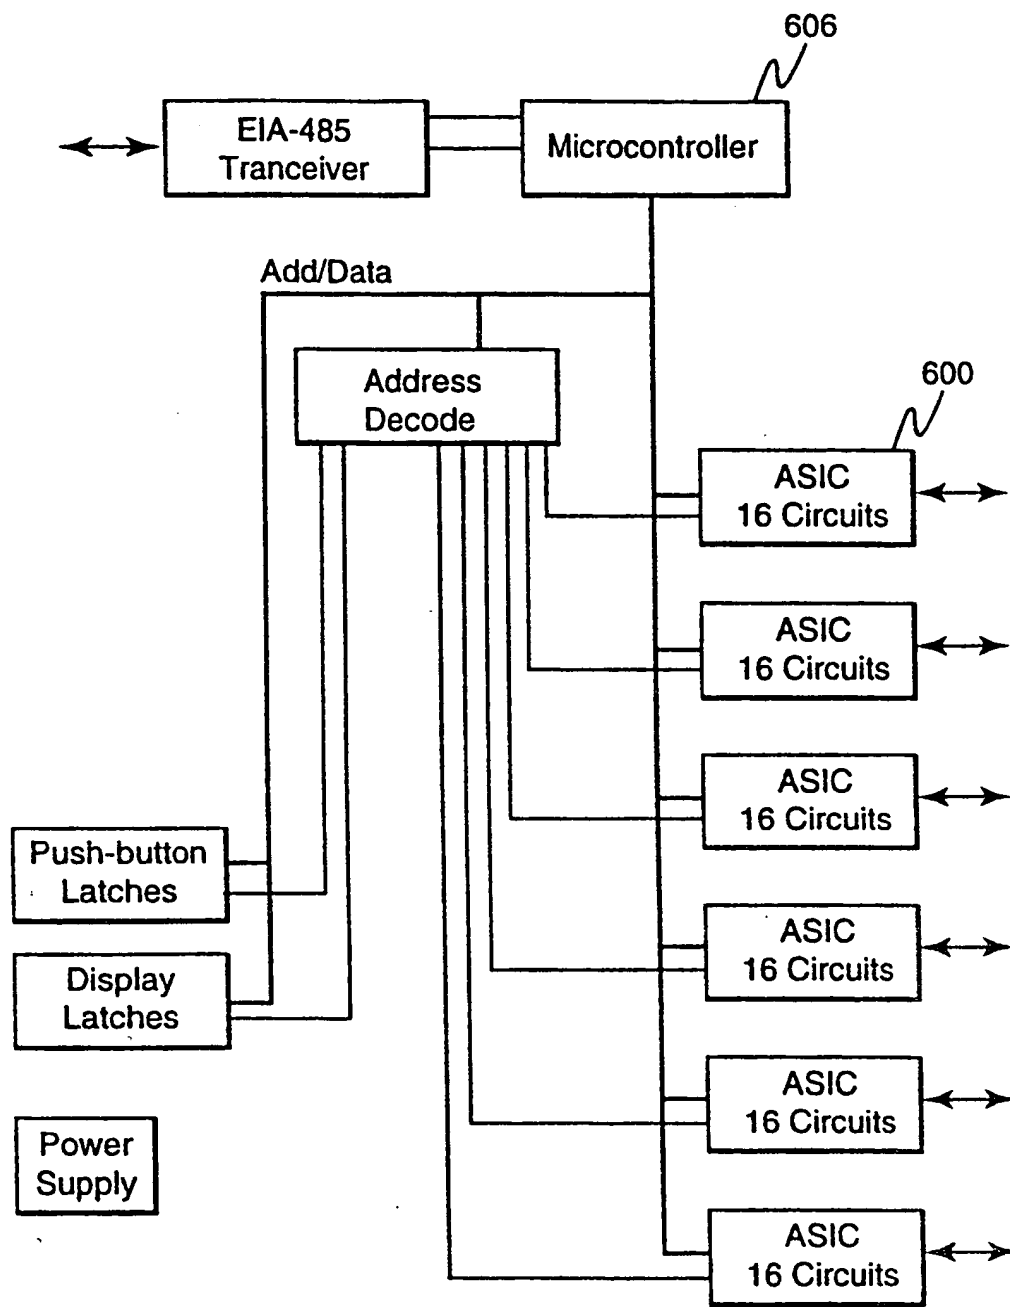 606
EIA-485
Tranceiver
Microcontroller
Add/Data
Address
Decode
600
ASIC
16 Circuits
ASIC
16 Circuits
ASIC
16 Circuits
Push-button
Latches
ASIC
16 Circuits
Display
Latches
ASIC
16 Circuits
Power
Supply
ASIC
16 Circuits